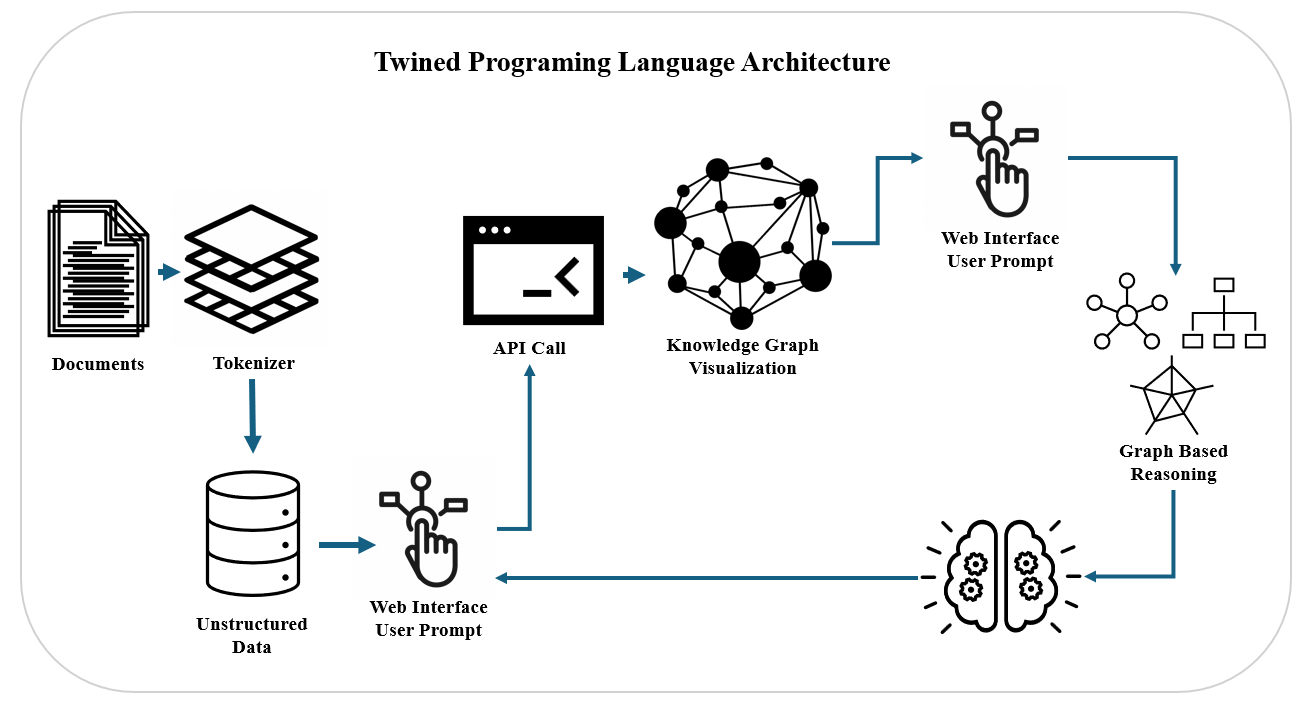 Twined Programing Language Architecture
Documents
Tokenizer
Unstructured
Data
Web Interface
User Prompt
API Call
Knowledge Graph
Visualization
Web Interface
User Prompt
Graph Based
Reasoning